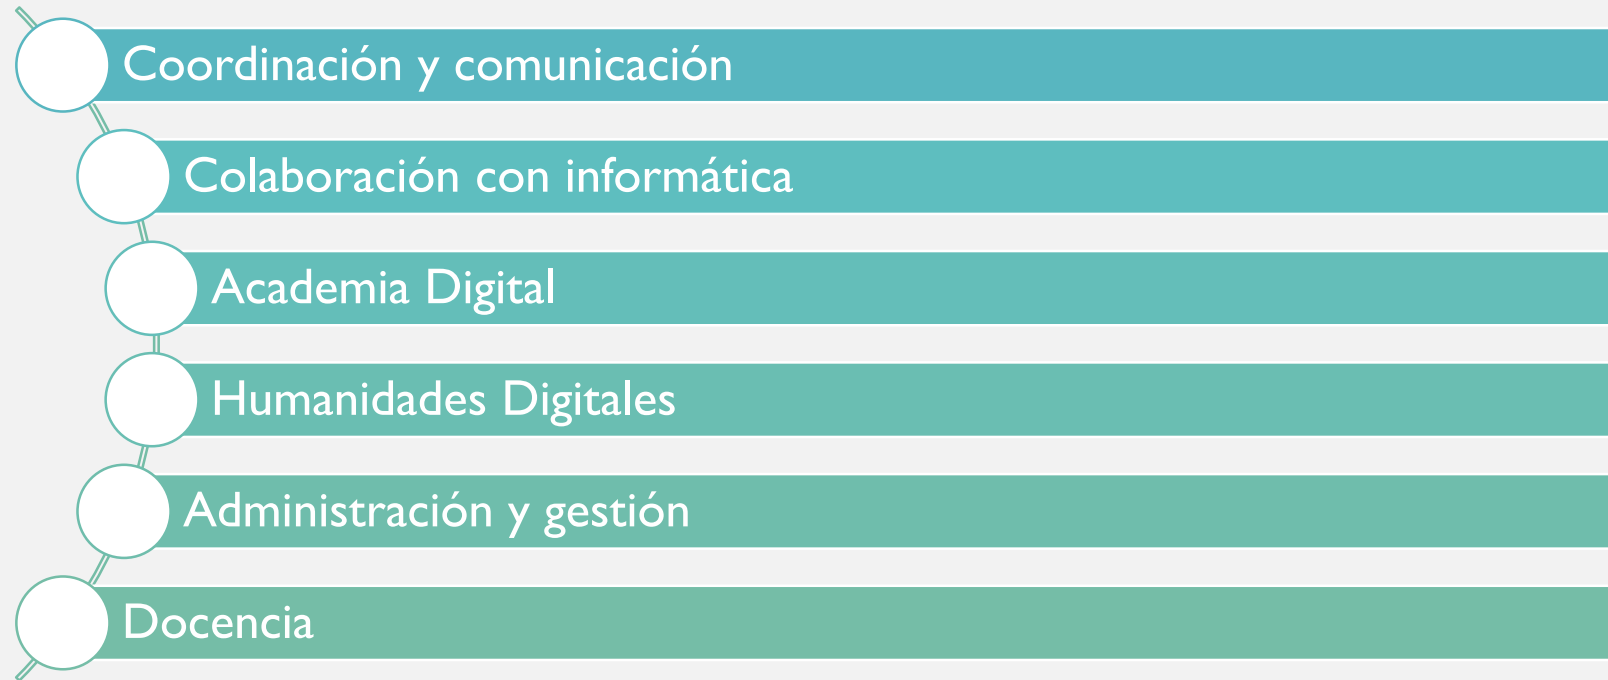 Coordinación y comunicación
Colaboración con informática
Academia Digital
Humanidades Digitales
Administración y gestión
Docencia